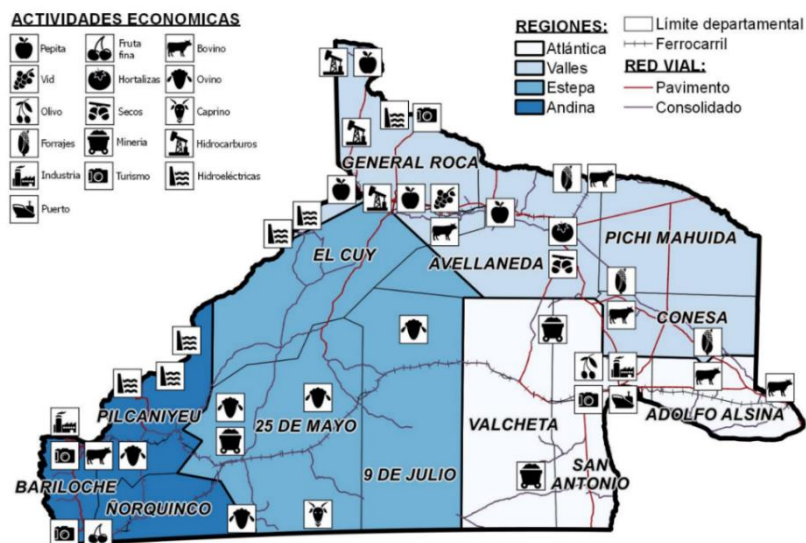 ACTIVIDADES ECONOMICAS
Pepita
Fruta
fina
Bovino
Vid
Hortalizas
Ovino
Olivo
Secos
Caprino
Forrajes
Mineria
Hidrocarburos
Industria
Turismo
Hidroeléctricas
Puerto
REGIONES:
Atlántica
Valles
Estepa
Andina
Límite departamental
Ferrocarril
RED VIAL:
Pavimento
Consolidado
GENERAL ROCA
EL CUY
AVELLANEDA
PICHI MAHUIDA
CONESA
PILCANIYEU
25 DE MAYO
VALCHETA
ADOLFO ALSINA
9 DE JULIO
SAN
ANTONIO
BARILOCHE
ÑORQUINCO